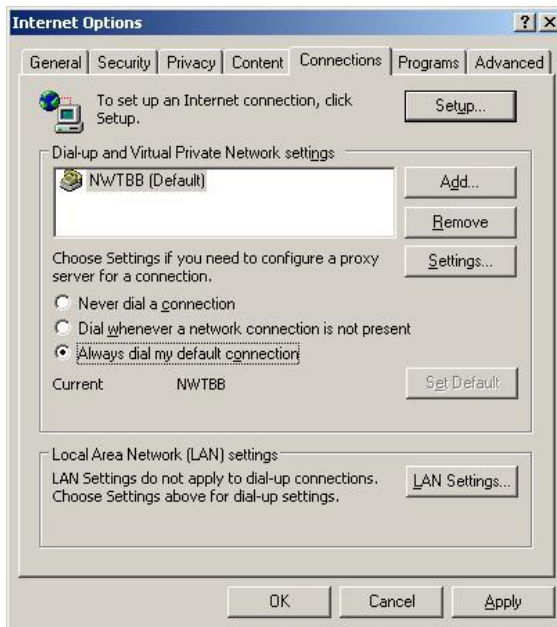 Internet Options
? X
General Security Privacy Content Connections Programs Advanced
To set up an Internet connection, click
Setup.
Setup...
Dial-up and Virtual Private Network settings
NWTBB (Default)
Add...
Remove
Choose Settings if you need to configure a proxy
server for a connection.
Settings...
Never dial a connection
Dial whenever a network connection is not present
Always dial my default connection
Current NWTBB
Set Default
Local Area Network (LAN) settings
LAN Settings do not apply to dial-up connections.
Choose Settings above for dial-up settings.
LAN Settings...
OK Cancel Apply